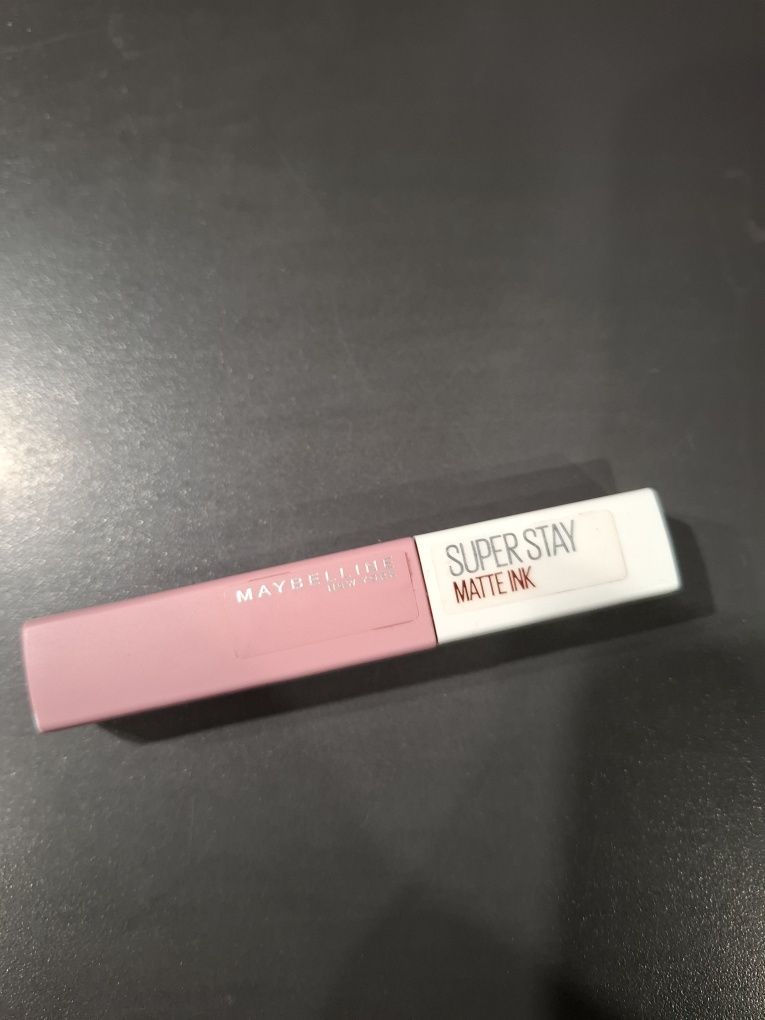 MAYBELLINE
NEW YORK
SUPER STAY
MATTE INK